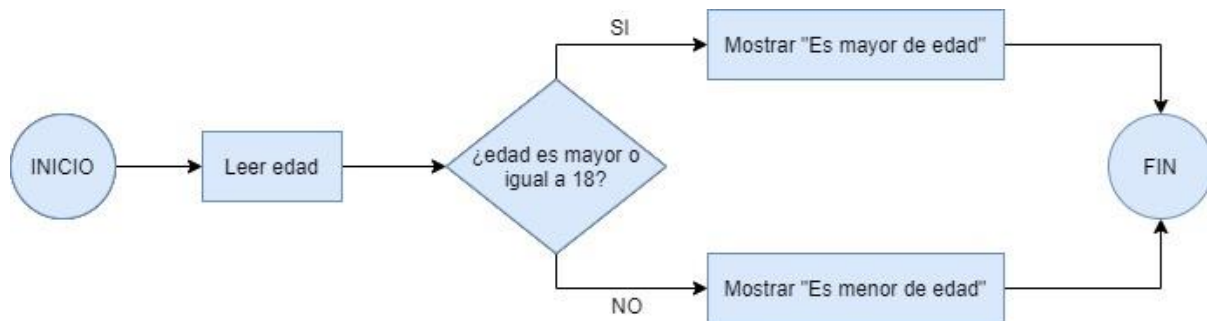 INICIO
Leer edad
¿edad es mayor o
igual a 18?
SI
Mostrar "Es mayor de edad"
NO
Mostrar "Es menor de edad"
FIN